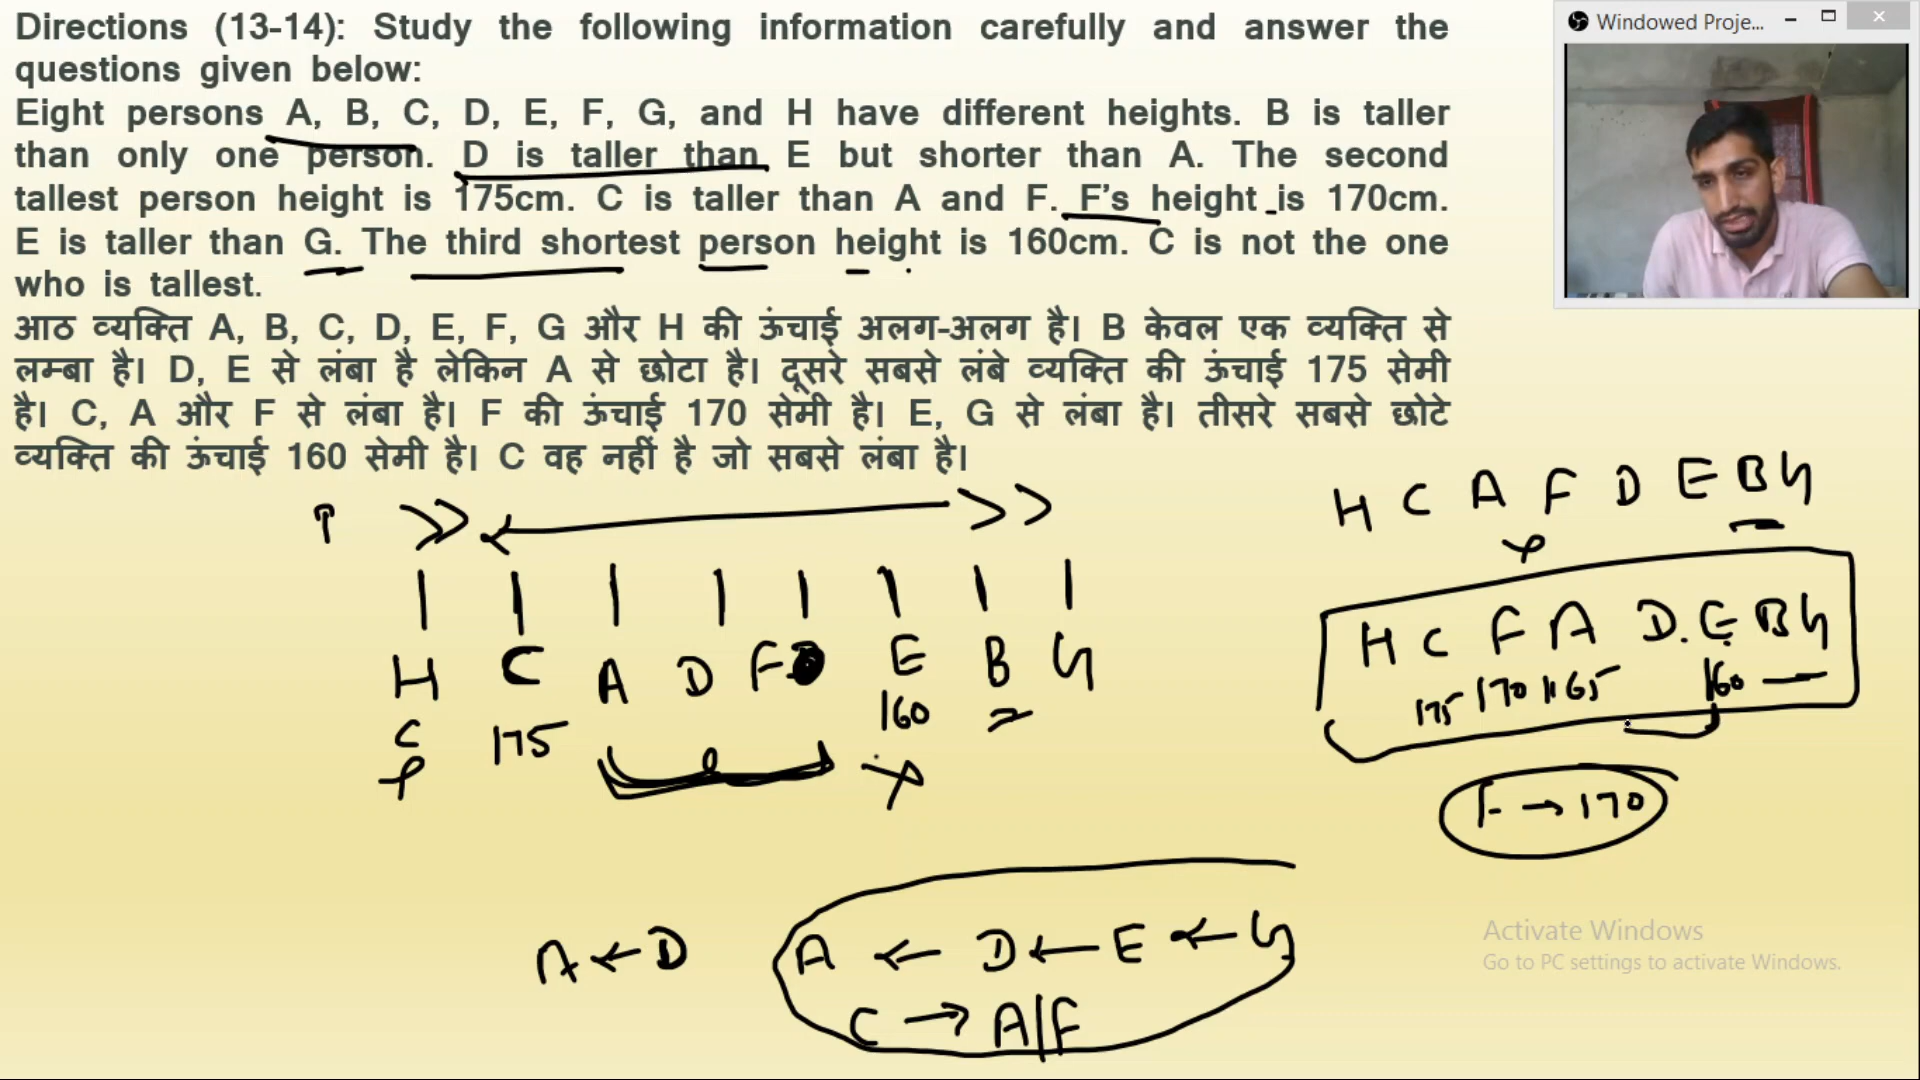 Directions (13-14): Study the following information carefully and answer the
questions given below:
Eight persons A, B, C, D, E, F, G, and H have different heights. B is taller
than only one person. D is taller than E but shorter than A. The second
tallest person height is 175cm. C is taller than A and F. F's height is 170cm.
E is taller than G. The third shortest person height is 160cm. C is not the one
who is tallest.
आठ व्यक्ति A, B, C, D, E, F, G और H की ऊंचाई अलग-अलग है। B केवल एक व्यक्ति से
लम्बा है। D, E से लंबा है लेकिन A से छोटा है। दूसरे सबसे लंबे व्यक्ति की ऊंचाई 175 सेमी
है। C, A और F से लंबा है। F की ऊंचाई 170 सेमी है। E, G से लंबा है। तीसरे सबसे छोटे
व्यक्ति की ऊंचाई 160 सेमी है। C वह नहीं है जो सबसे लंबा है।
Windowed Proje...
H C A F D E B G
T >> ← >>
H C A D F E B G
C 175 160
H C F A D. E B G
175 170 165 160
F → 170
A ← D
A ← D ← E ← G
C → A|F
Activate Windows
Go to PC settings to activate Windows.